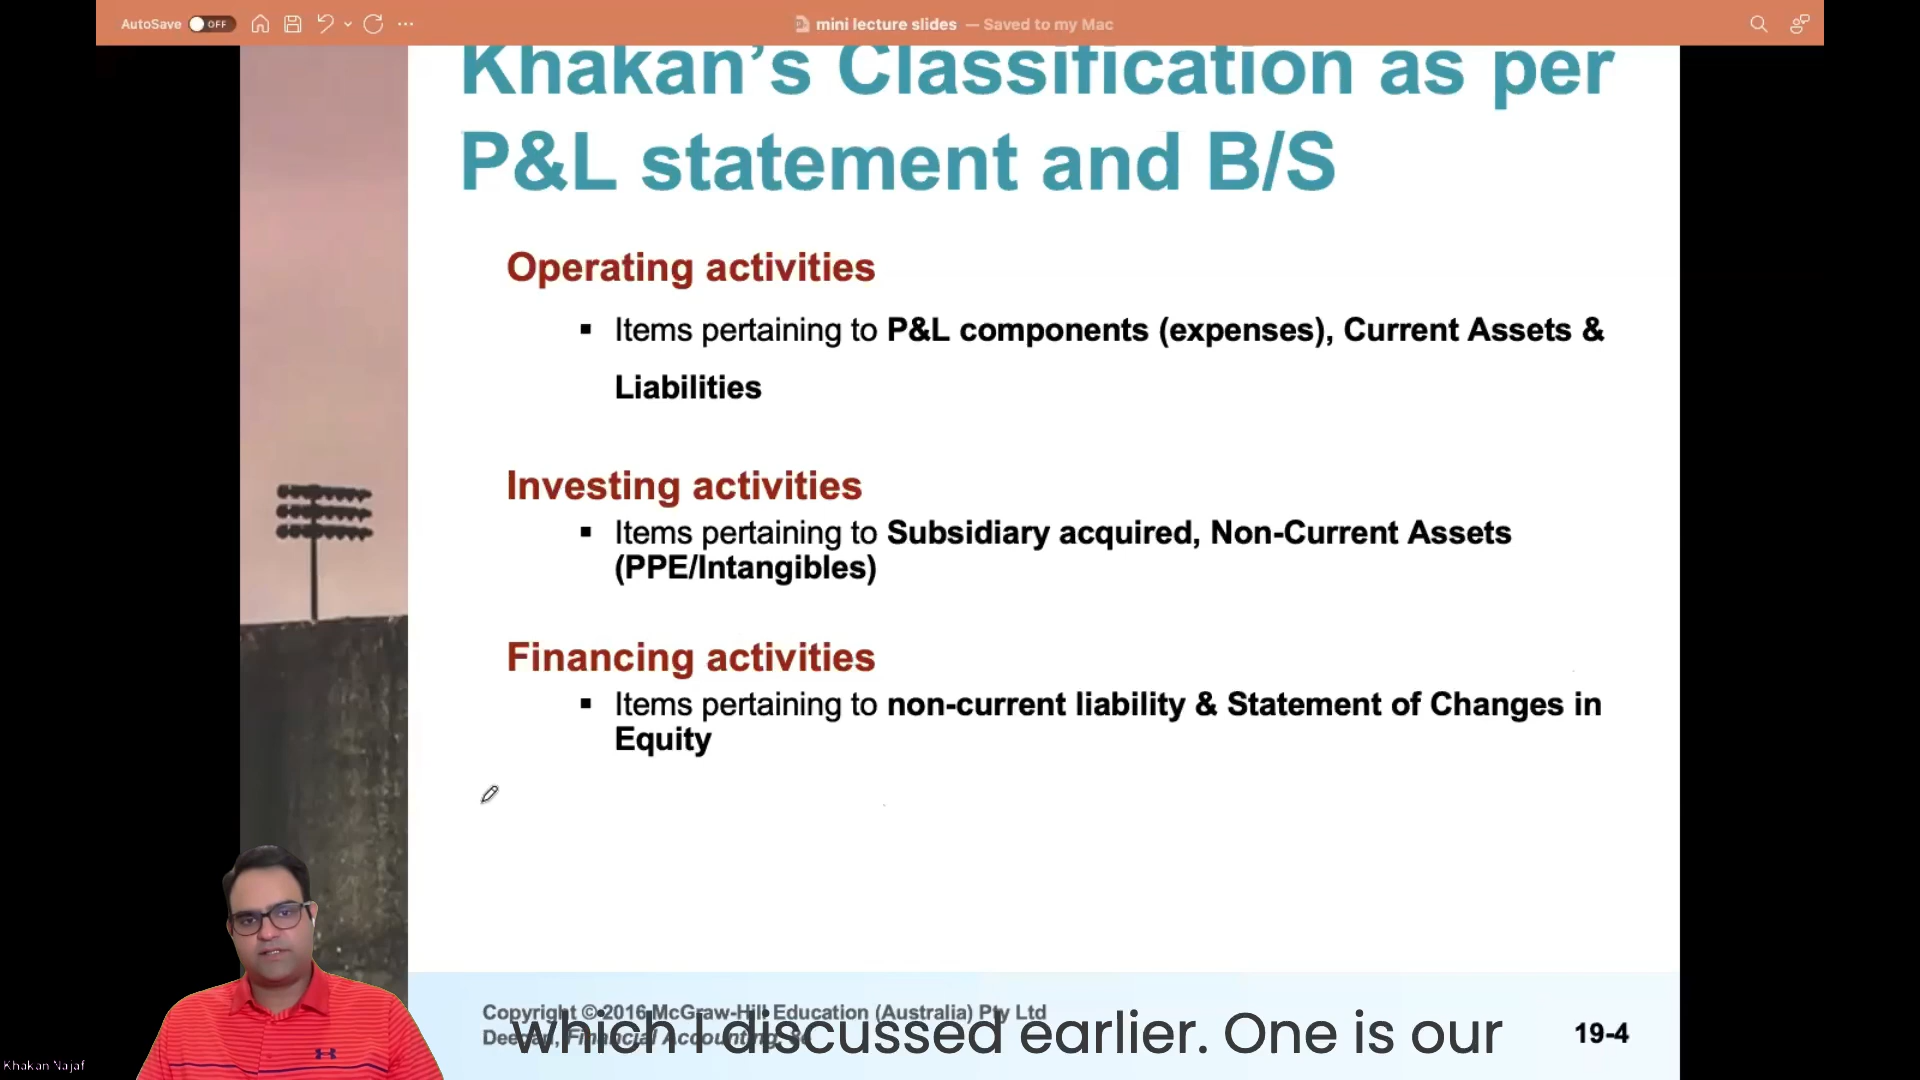 AutoSave OFF
mini lecture slides — Saved to my Mac
Khakan's Classification as per
P&L statement and B/S
Operating activities
▪ Items pertaining to P&L components (expenses), Current Assets &
Liabilities
Investing activities
▪ Items pertaining to Subsidiary acquired, Non-Current Assets
(PPE/Intangibles)
Financing activities
▪ Items pertaining to non-current liability & Statement of Changes in
Equity
Copyright ©2016 McGraw-Hill Education (Australia) Pty Ltd
Deegan, Financial Accounting,
which I discussed earlier. One is our
19-4
Khakan Najaf